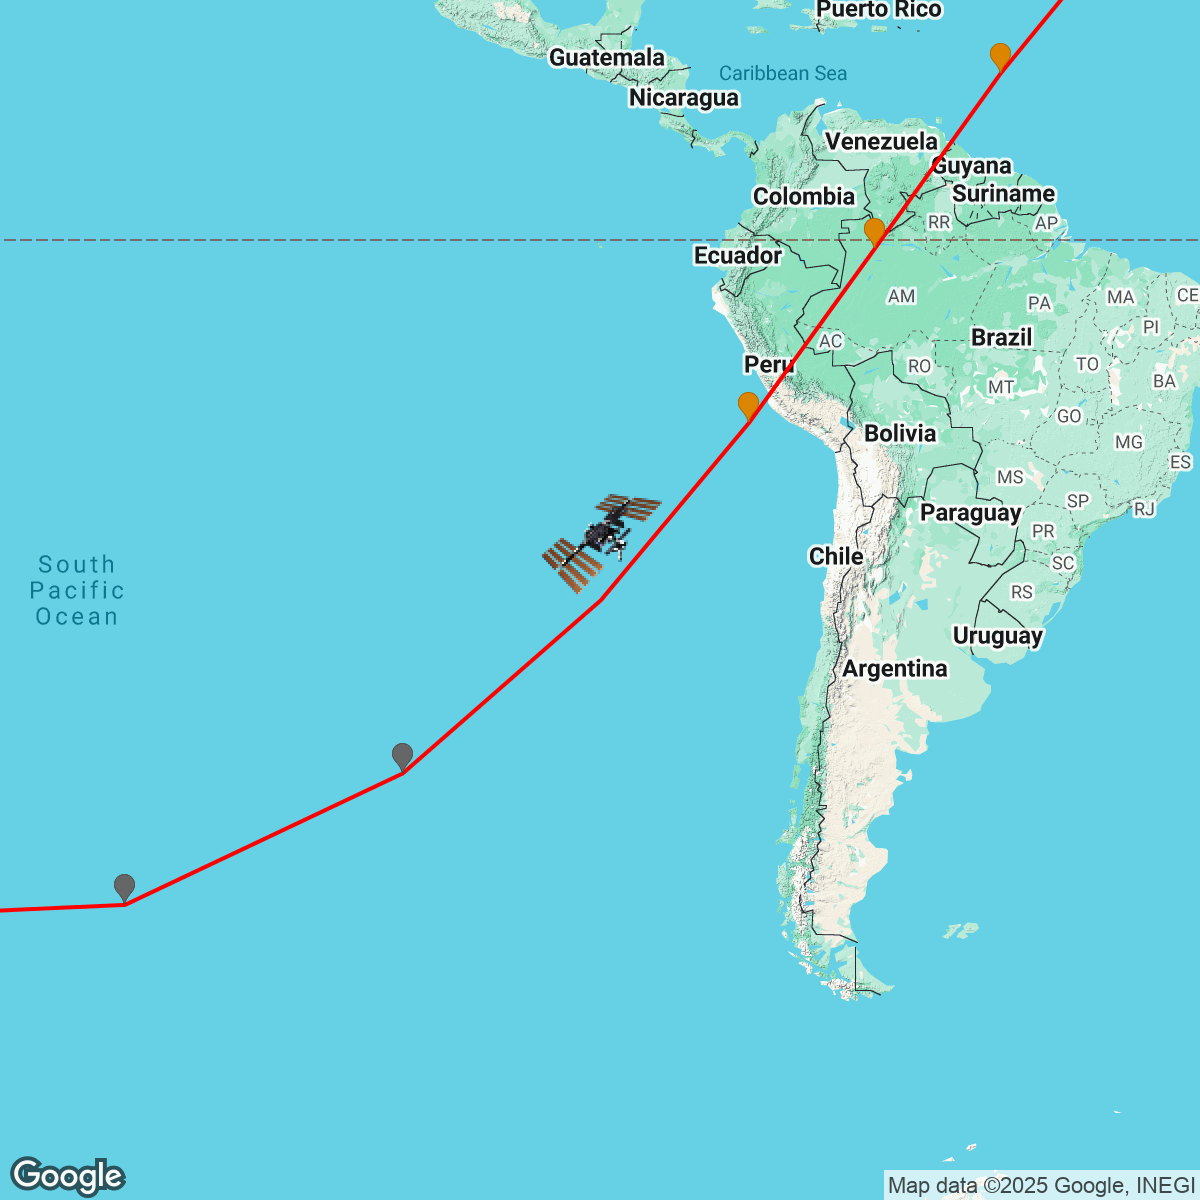 Puerto Rico
Guatemala
Caribbean Sea
Nicaragua
Venezuela
Guyana
Colombia
Suriname
RR
AP
Ecuador
AM
PA
MA
CE
PI
Brazil
AC
Peru
RO
TO
MT
BA
GO
Bolivia
MG
ES
MS
SP
RJ
Paraguay
PR
Chile
SC
South
Pacific
Ocean
RS
Uruguay
Argentina
Google
Map data ©2025 Google, INEGI